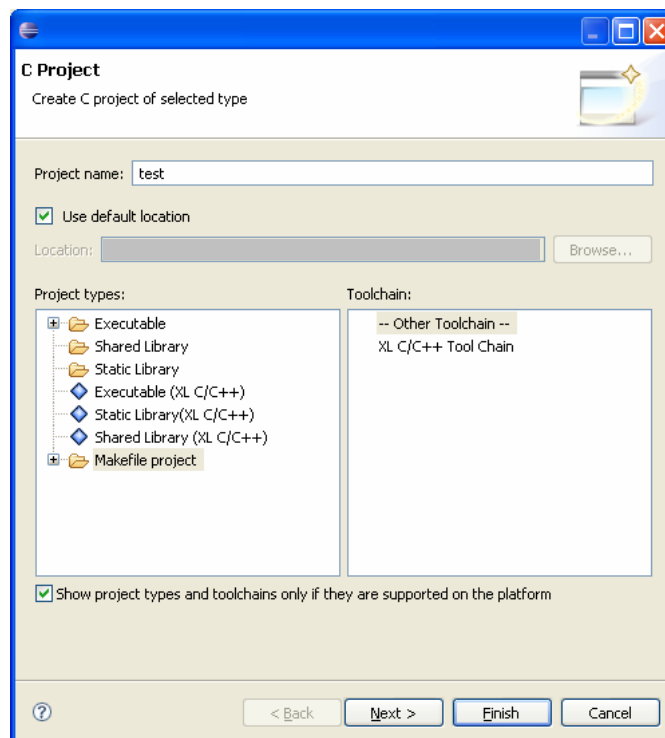 C Project
Create C project of selected type
Project name: test
Use default location
Location: Browse...
Project types: Toolchain:
Executable -- Other Toolchain --
Shared Library XL C/C++ Tool Chain
Static Library
Executable (XL C/C++)
Static Library(XL C/C++)
Shared Library (XL C/C++)
Makefile project
Show project types and toolchains only if they are supported on the platform
? < Back Next > Finish Cancel